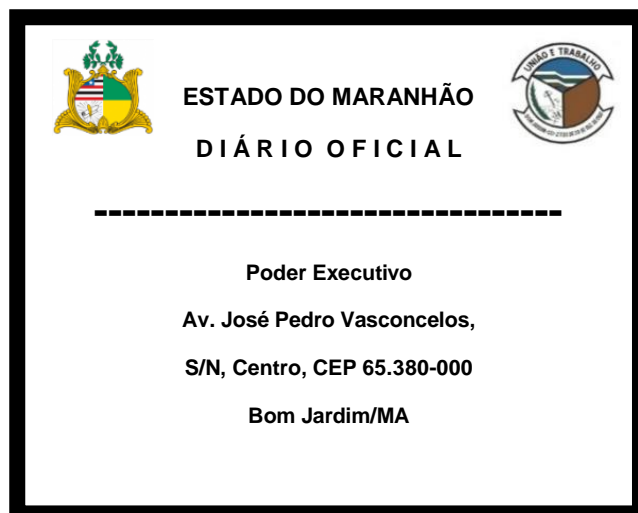 UNIÃO E TRABALHO
ESTADO DO MARANHÃO
D I Á R I O O F I C I A L
---------------------------------
Poder Executivo
Av. José Pedro Vasconcelos,
S/N, Centro, CEP 65.380-000
Bom Jardim/MA